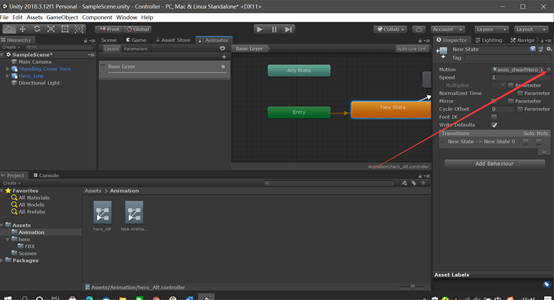 Unity 2018.3.12f1 Personal - SampleScene.unity - Controller - PC, Mac & Linux Standalone* <DX11>
File Edit Assets GameObject Component Window Help
Pivot Global
Collab Account Layers Layout
Hierarchy
Create All
SampleScene*
Main Camera
Standing Cover Turn
Directional Light
Scene Game Asset Store Animator
Layers Parameters
Base Layer
Auto Live Link
Base Layer
Any State
Entry
New State
Animation/hero_Alt.controller
Inspector Lighting Navigat
New State
Tag
Motion
Speed 1
Multiplier Parameter
Normalized Time Parameter
Mirror Parameter
Cycle Offset 0 Parameter
Foot IK
Write Defaults
Transitions Solo Mute
New State -> New State 0
Add Behaviour
Asset Labels
Project Console
Create
Favorites
All Materials
All Models
All Prefabs
Assets
Animation
hero
FBX
Scenes
Packages
Assets Animation
hero_Alt
New Anima...
Assets/Animation/hero_Alt.controller